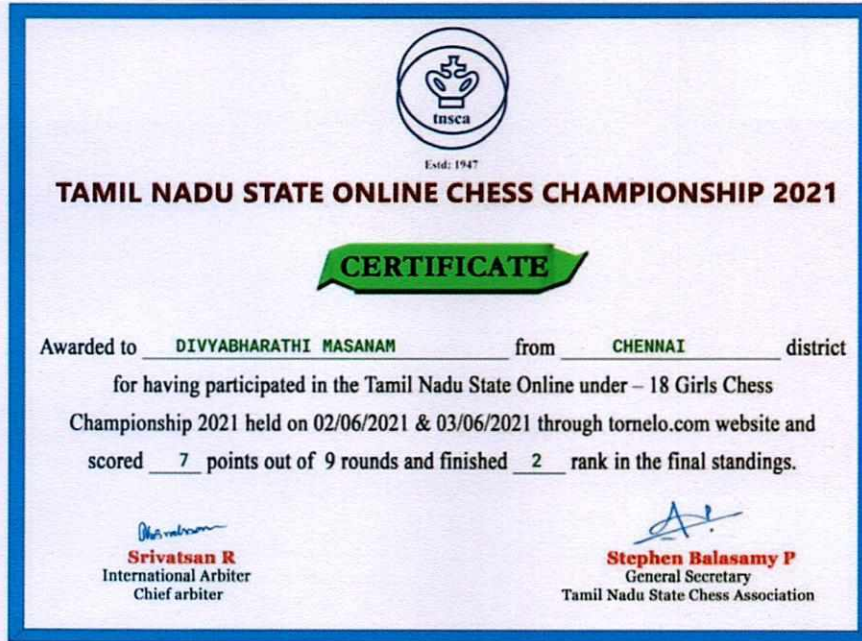 tnsca
Estd: 1947
TAMIL NADU STATE ONLINE CHESS CHAMPIONSHIP 2021
CERTIFICATE
Awarded to DIVYABHARATHI MASANAM from CHENNAI district
for having participated in the Tamil Nadu State Online under – 18 Girls Chess
Championship 2021 held on 02/06/2021 & 03/06/2021 through tornelo.com website and
scored 7 points out of 9 rounds and finished 2 rank in the final standings.
Srivatsan R
International Arbiter
Chief arbiter
Stephen Balasamy P
General Secretary
Tamil Nadu State Chess Association